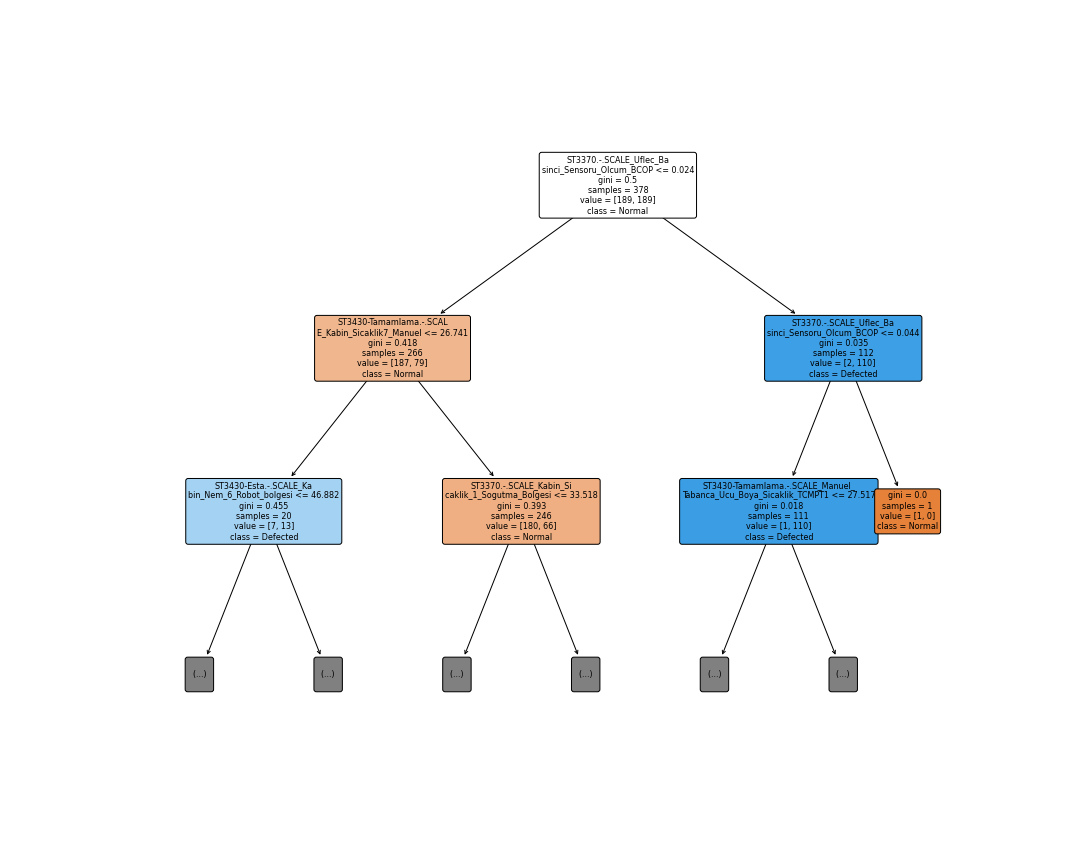 ST3370.-.SCALE_Uflec_Ba
sinci_Sensoru_Olcum_BCOP <= 0.024
gini = 0.5
samples = 378
value = [189, 189]
class = Normal
ST3430-Tamamlama.-.SCAL
E_Kabin_Sicaklik7_Manuel <= 26.741
gini = 0.418
samples = 266
value = [187, 79]
class = Normal
ST3370.-.SCALE_Uflec_Ba
sinci_Sensoru_Olcum_BCOP <= 0.044
gini = 0.035
samples = 112
value = [2, 110]
class = Defected
ST3430-Esta.-.SCALE_Ka
bin_Nem_6_Robot_bolgesi <= 46.882
gini = 0.455
samples = 20
value = [7, 13]
class = Defected
ST3370.-.SCALE_Kabin_Si
caklik_1_Sogutma_Bolgesi <= 33.518
gini = 0.393
samples = 246
value = [180, 66]
class = Normal
ST3430-Tamamlama.-.SCALE_Manuel
Tabanca_Ucu_Boya_Sicaklik_TCMPT1 <= 27.517
gini = 0.018
samples = 111
value = [1, 110]
class = Defected
gini = 0.0
samples = 1
value = [1, 0]
class = Normal
(...)
(...)
(...)
(...)
(...)
(...)